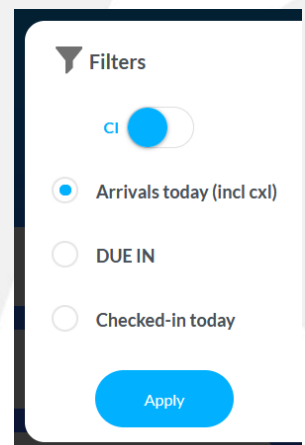 Filters
CI
Arrivals today (incl cxl)
DUE IN
Checked-in today
Apply